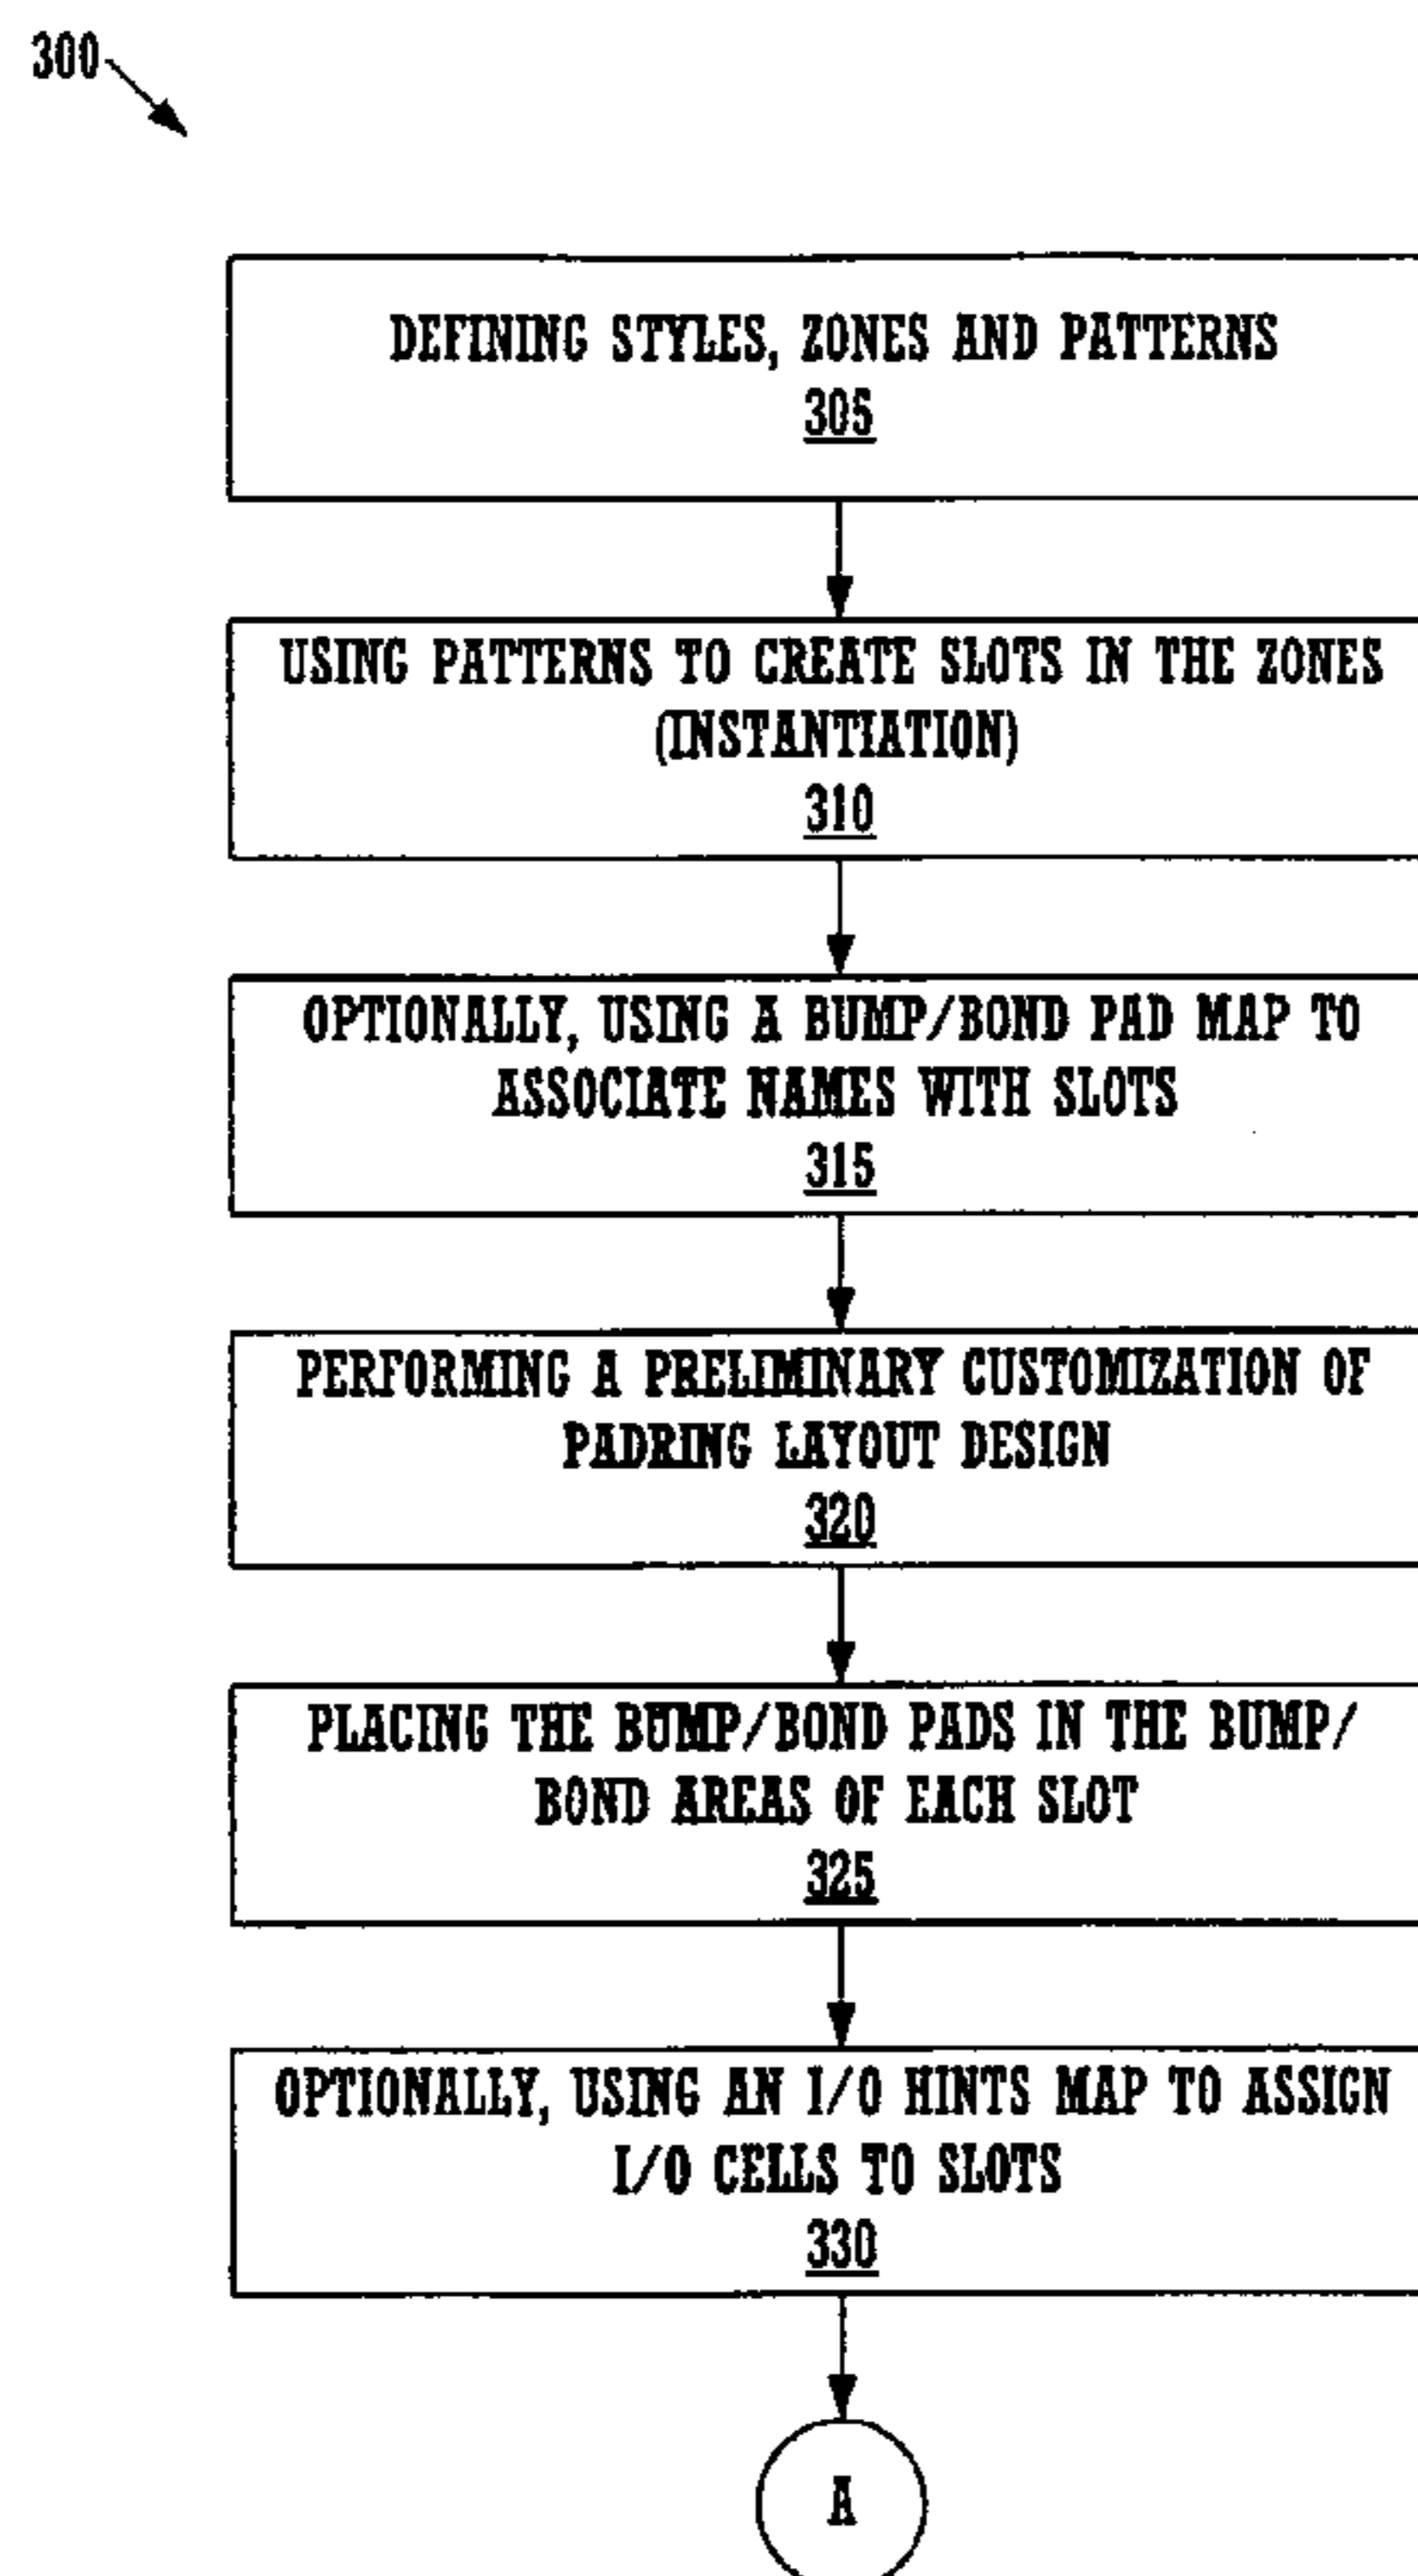 300
DEFINING STYLES, ZONES AND PATTERNS
305
USING PATTERNS TO CREATE SLOTS IN THE ZONES
(INSTANTIATION)
310
OPTIONALLY, USING A BUMP/BOND PAD MAP TO
ASSOCIATE NAMES WITH SLOTS
315
PERFORMING A PRELIMINARY CUSTOMIZATION OF
PADRING LAYOUT DESIGN
320
PLACING THE BUMP/BOND PADS IN THE BUMP/
BOND AREAS OF EACH SLOT
325
OPTIONALLY, USING AN I/O HINTS MAP TO ASSIGN
I/O CELLS TO SLOTS
330
A